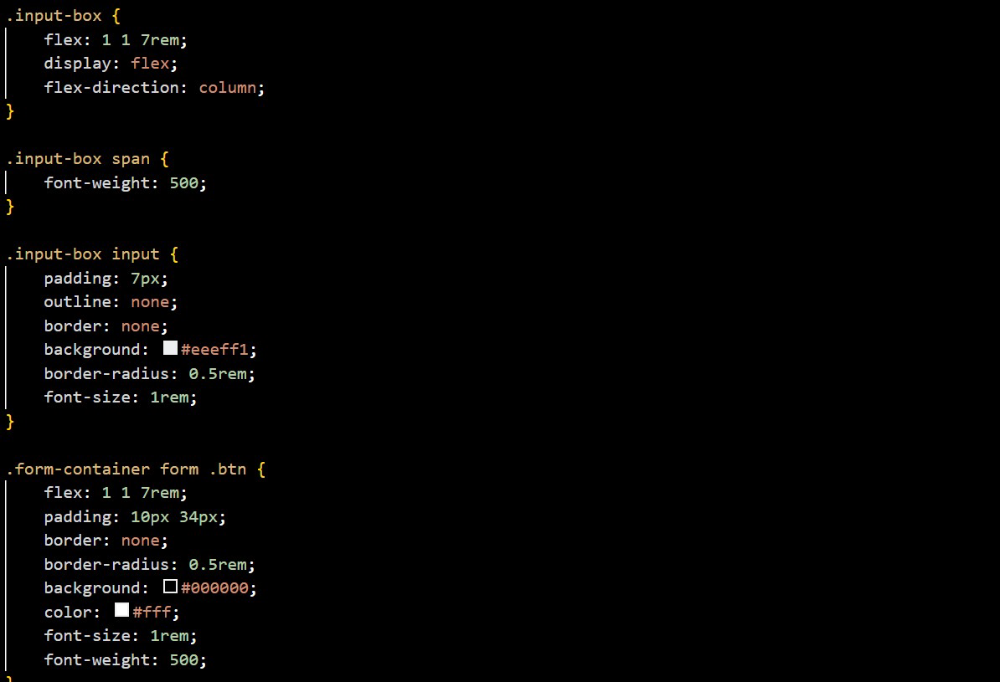 .input-box {
    flex: 1 1 7rem;
    display: flex;
    flex-direction: column;
}
.input-box span {
    font-weight: 500;
}
.input-box input {
    padding: 7px;
    outline: none;
    border: none;
    background: #eeeff1;
    border-radius: 0.5rem;
    font-size: 1rem;
}
.form-container form .btn {
    flex: 1 1 7rem;
    padding: 10px 34px;
    border: none;
    border-radius: 0.5rem;
    background: #000000;
    color: #fff;
    font-size: 1rem;
    font-weight: 500;
}